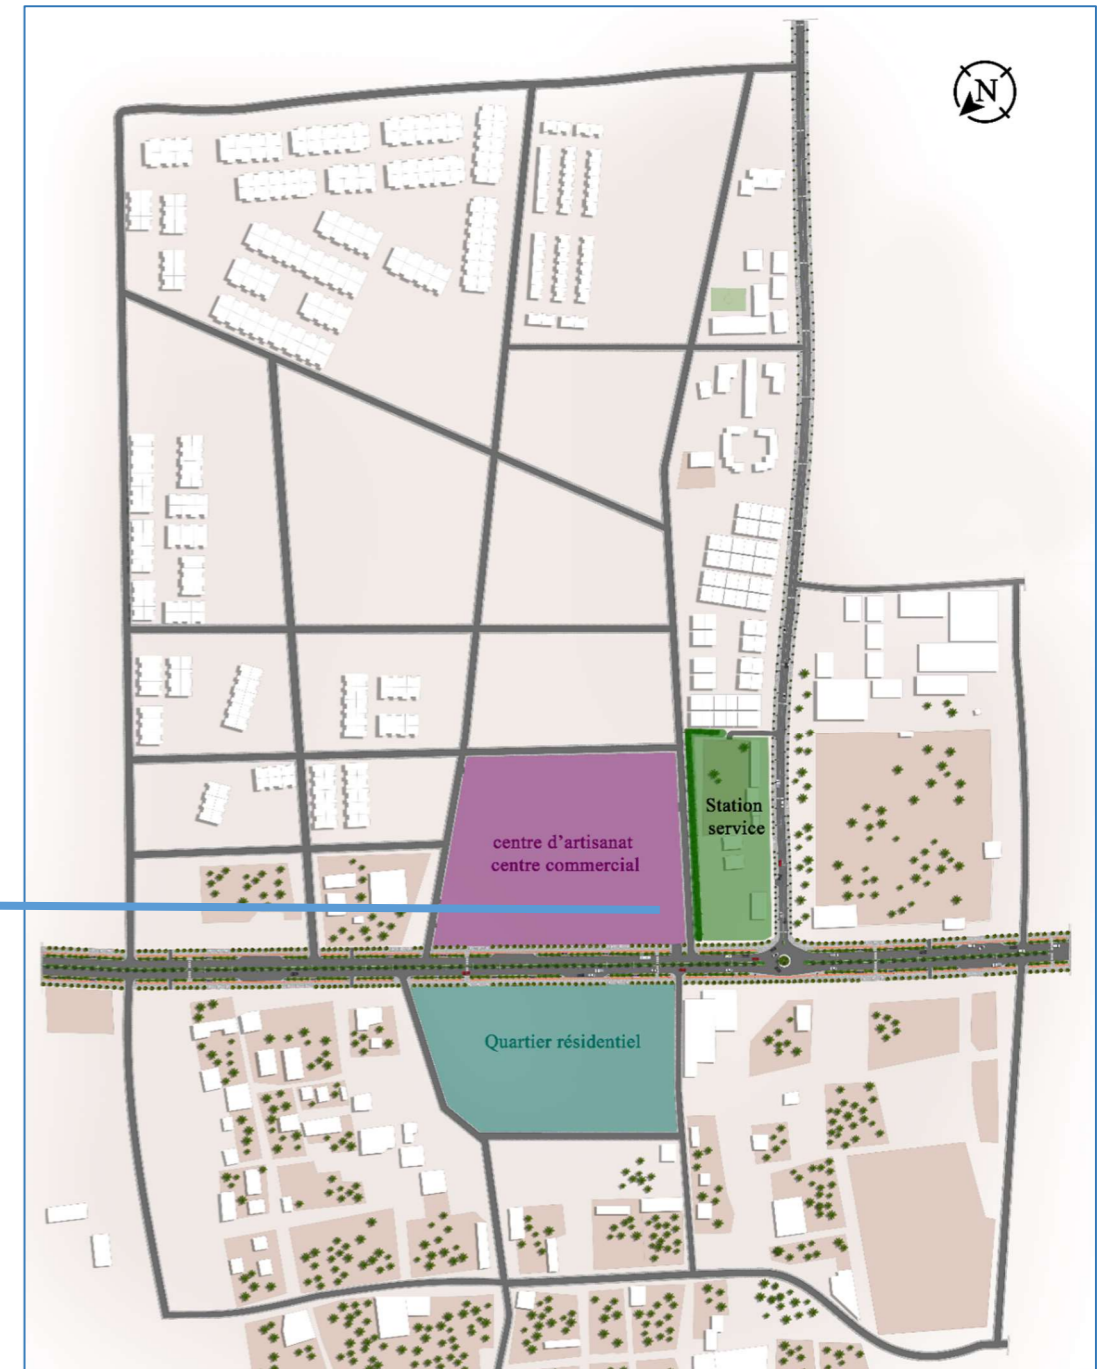 N
Station
service
centre d'artisanat
centre commercial
Quartier résidentiel